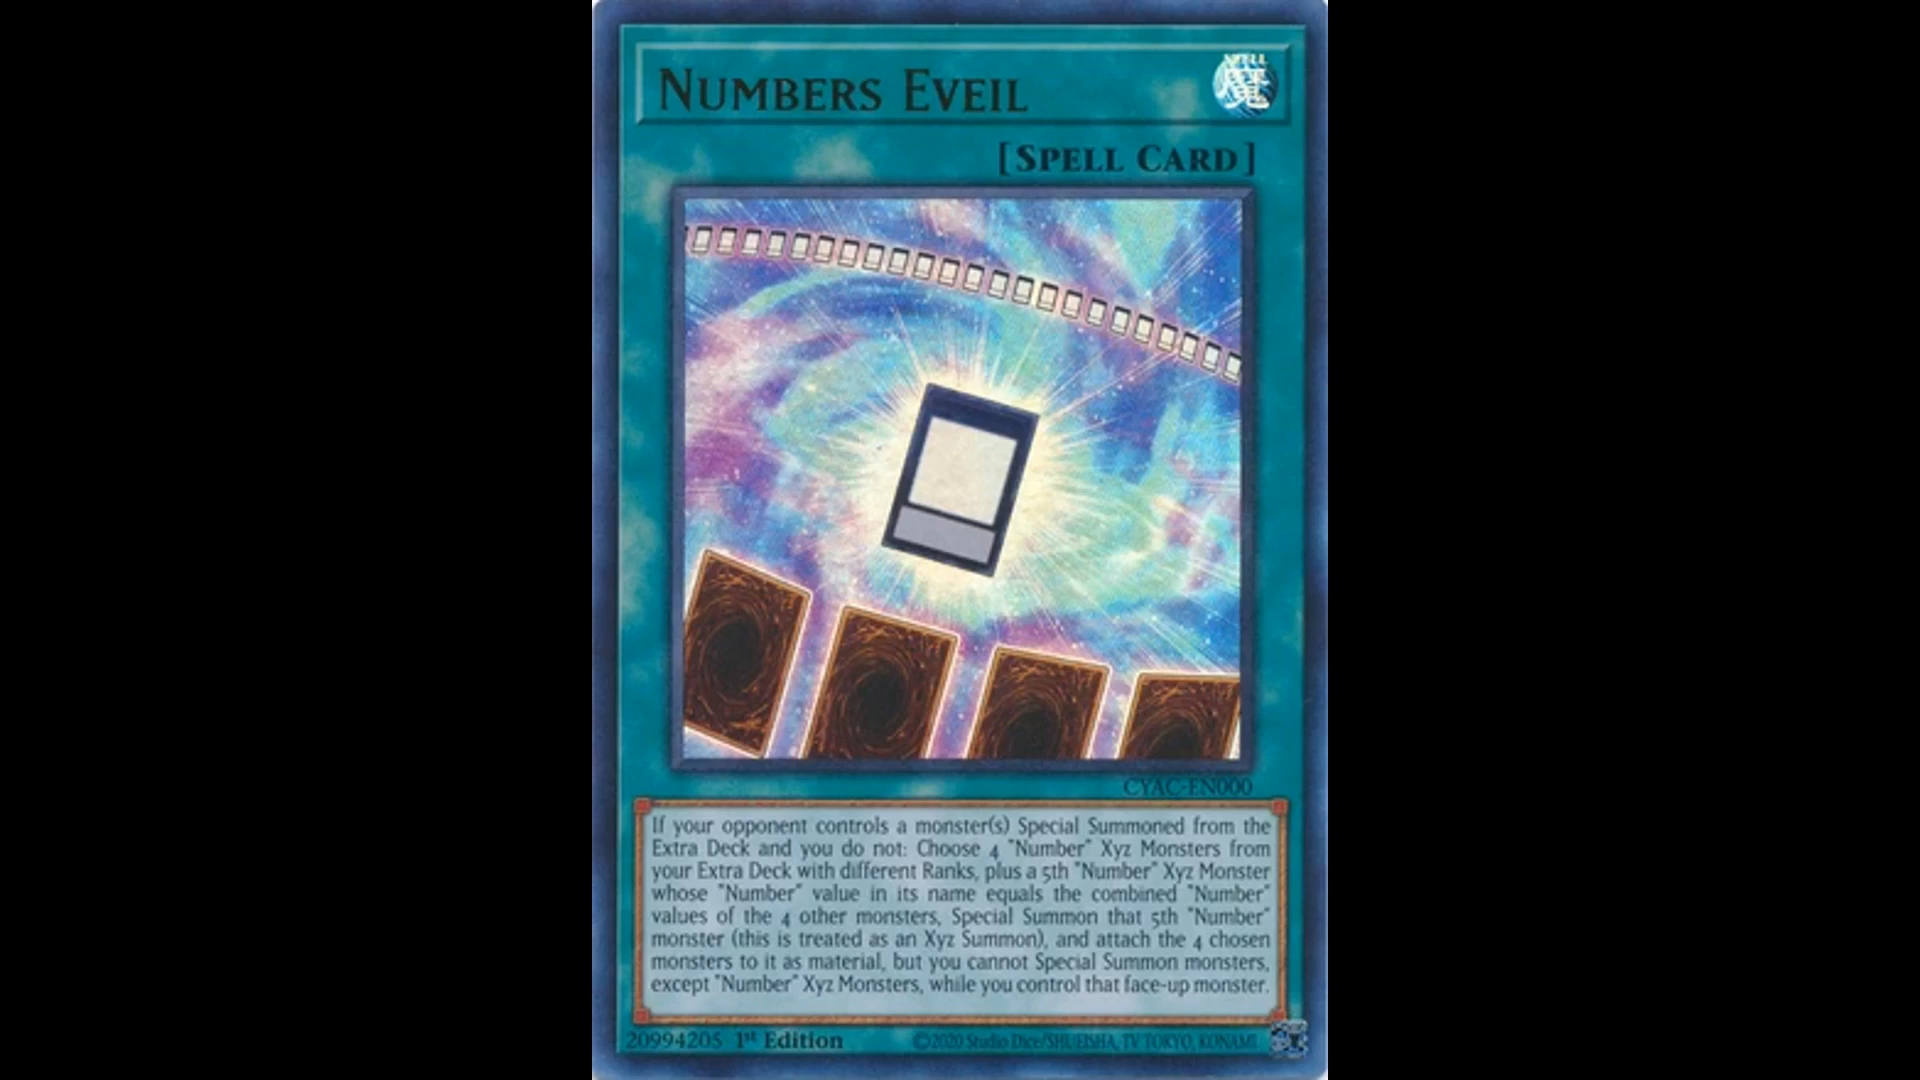 NUMBERS EVEIL
SPELL
魔
[SPELL CARD]
CYAC-EN000
If your opponent controls a monster(s) Special Summoned from the
Extra Deck and you do not: Choose 4 "Number" Xyz Monsters from
your Extra Deck with different Ranks, plus a 5th "Number" Xyz Monster
whose "Number" value in its name equals the combined "Number"
values of the 4 other monsters, Special Summon that 5th "Number"
monster (this is treated as an Xyz Summon), and attach the 4 chosen
monsters to it as material, but you cannot Special Summon monsters,
except "Number" Xyz Monsters, while you control that face-up monster.
20994205 1st Edition ©2020 Studio Dice/SHUEISHA, TV TOKYO, KONAMI